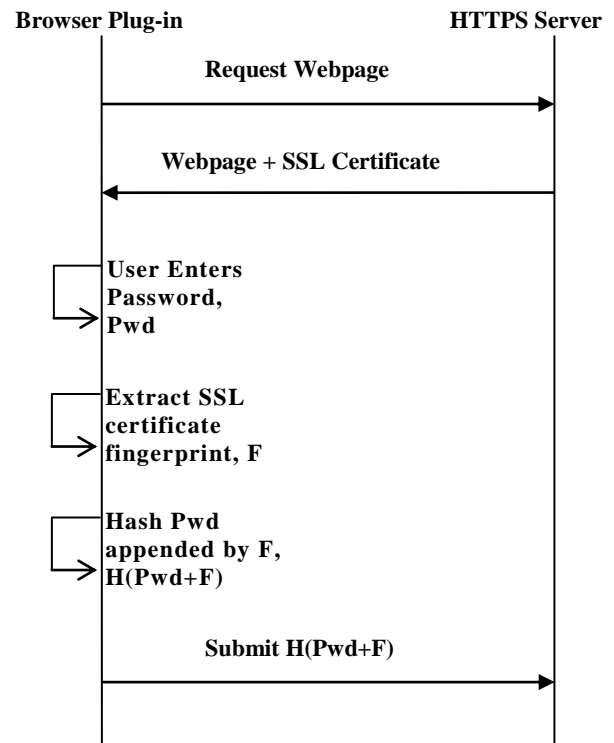 Browser Plug-in
HTTPS Server
Request Webpage
Webpage + SSL Certificate
User Enters
Password,
Pwd
Extract SSL
certificate
fingerprint, F
Hash Pwd
appended by F,
H(Pwd+F)
Submit H(Pwd+F)